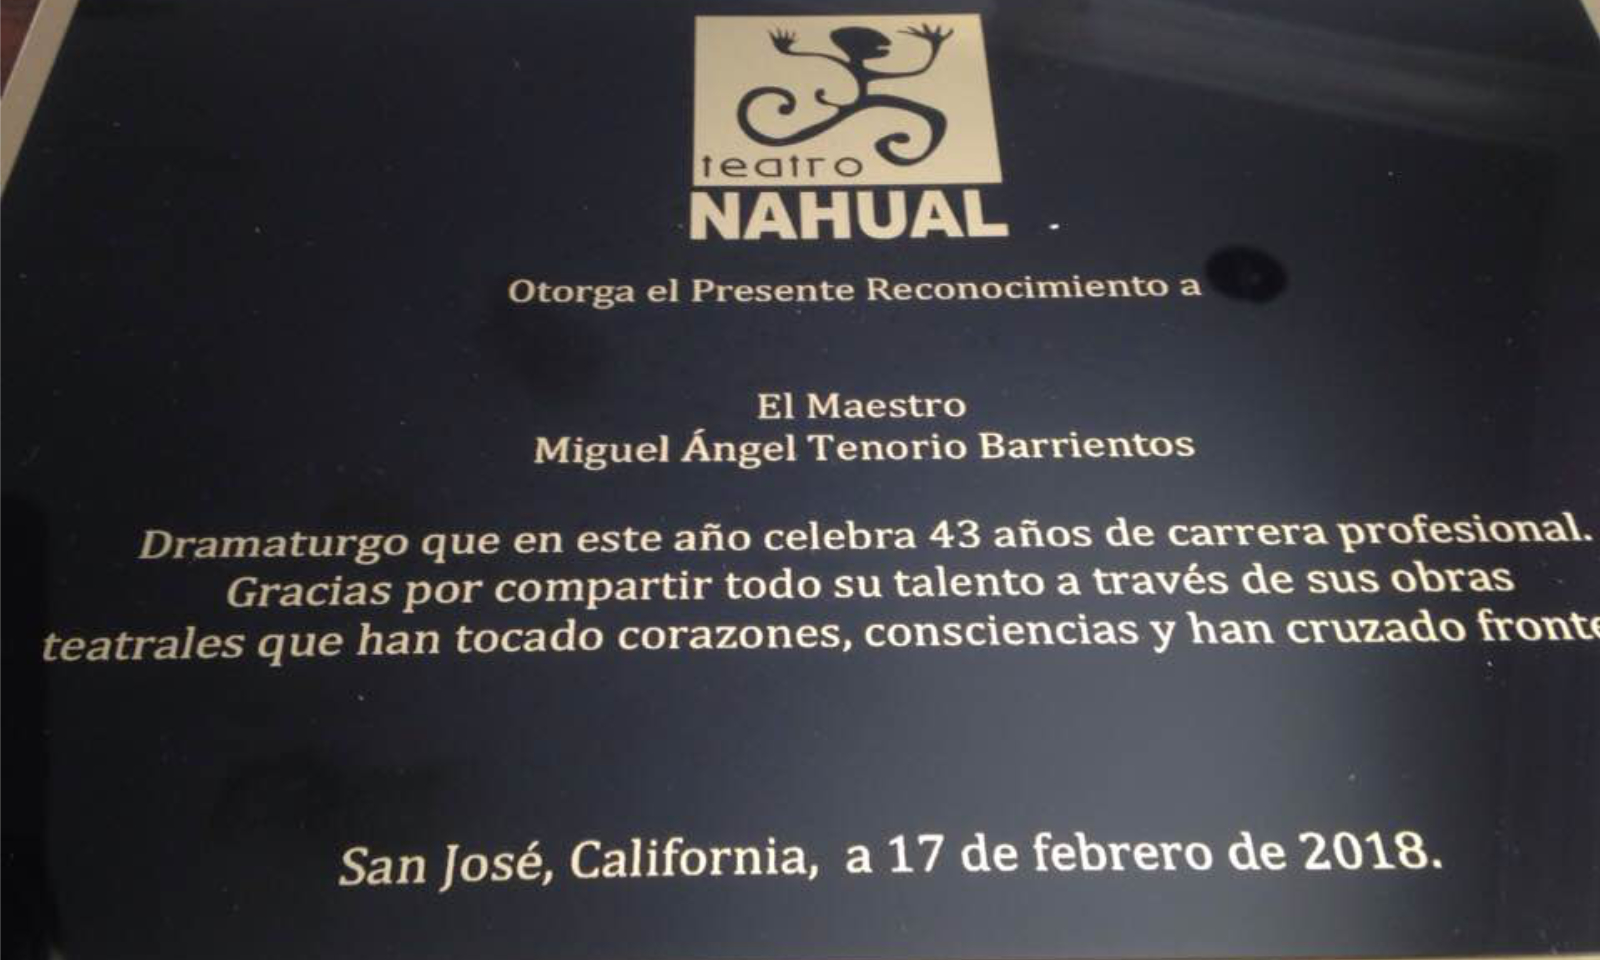 teatro
NAHUAL
Otorga el Presente Reconocimiento a
El Maestro
Miguel Ángel Tenorio Barrientos
Dramaturgo que en este año celebra 43 años de carrera profesional.
Gracias por compartir todo su talento a través de sus obras
teatrales que han tocado corazones, consciencias y han cruzado
San José, California, a 17 de febrero de 2018.